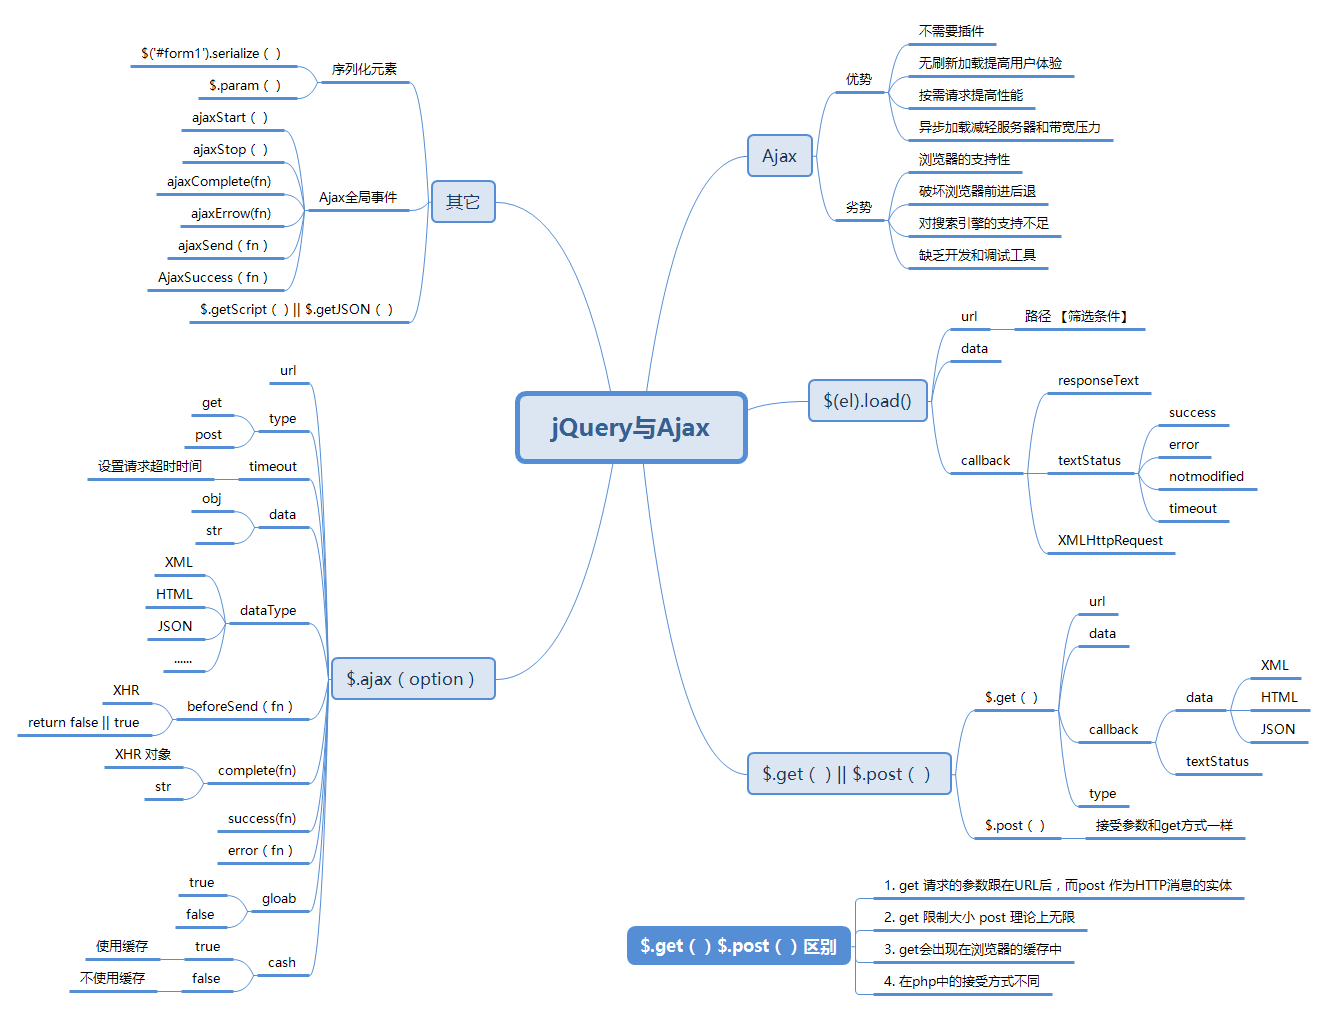 jQuery与Ajax
Ajax
优势
不需要插件
无刷新加载提高用户体验
按需请求提高性能
异步加载减轻服务器和带宽压力
劣势
浏览器的支持性
破坏浏览器前进后退
对搜索引擎的支持不足
缺乏开发和调试工具
$(el).load()
url
路径 【筛选条件】
data
callback
responseText
textStatus
success
error
notmodified
timeout
XMLHttpRequest
$.get（ ）|| $.post（ ）
$.get（ ）
url
data
callback
data
XML
HTML
JSON
textStatus
type
$.post（ ）
接受参数和get方式一样
$.get（ ）$.post（ ）区别
1. get 请求的参数跟在URL后，而post 作为HTTP消息的实体
2. get 限制大小 post 理论上无限
3. get会出现在浏览器的缓存中
4. 在php中的接受方式不同
其它
序列化元素
$('#form1').serialize（ ）
$.param（ ）
Ajax全局事件
ajaxStart（ ）
ajaxStop（ ）
ajaxComplete(fn)
ajaxErrow(fn)
ajaxSend（fn ）
AjaxSuccess（fn ）
$.getScript（ ）|| $.getJSON（ ）
$.ajax（option ）
url
type
get
post
timeout
设置请求超时时间
data
obj
str
dataType
XML
HTML
JSON
......
beforeSend（fn ）
XHR
return false || true
complete(fn)
XHR 对象
str
success(fn)
error（fn ）
gloab
true
false
cash
true
使用缓存
false
不使用缓存